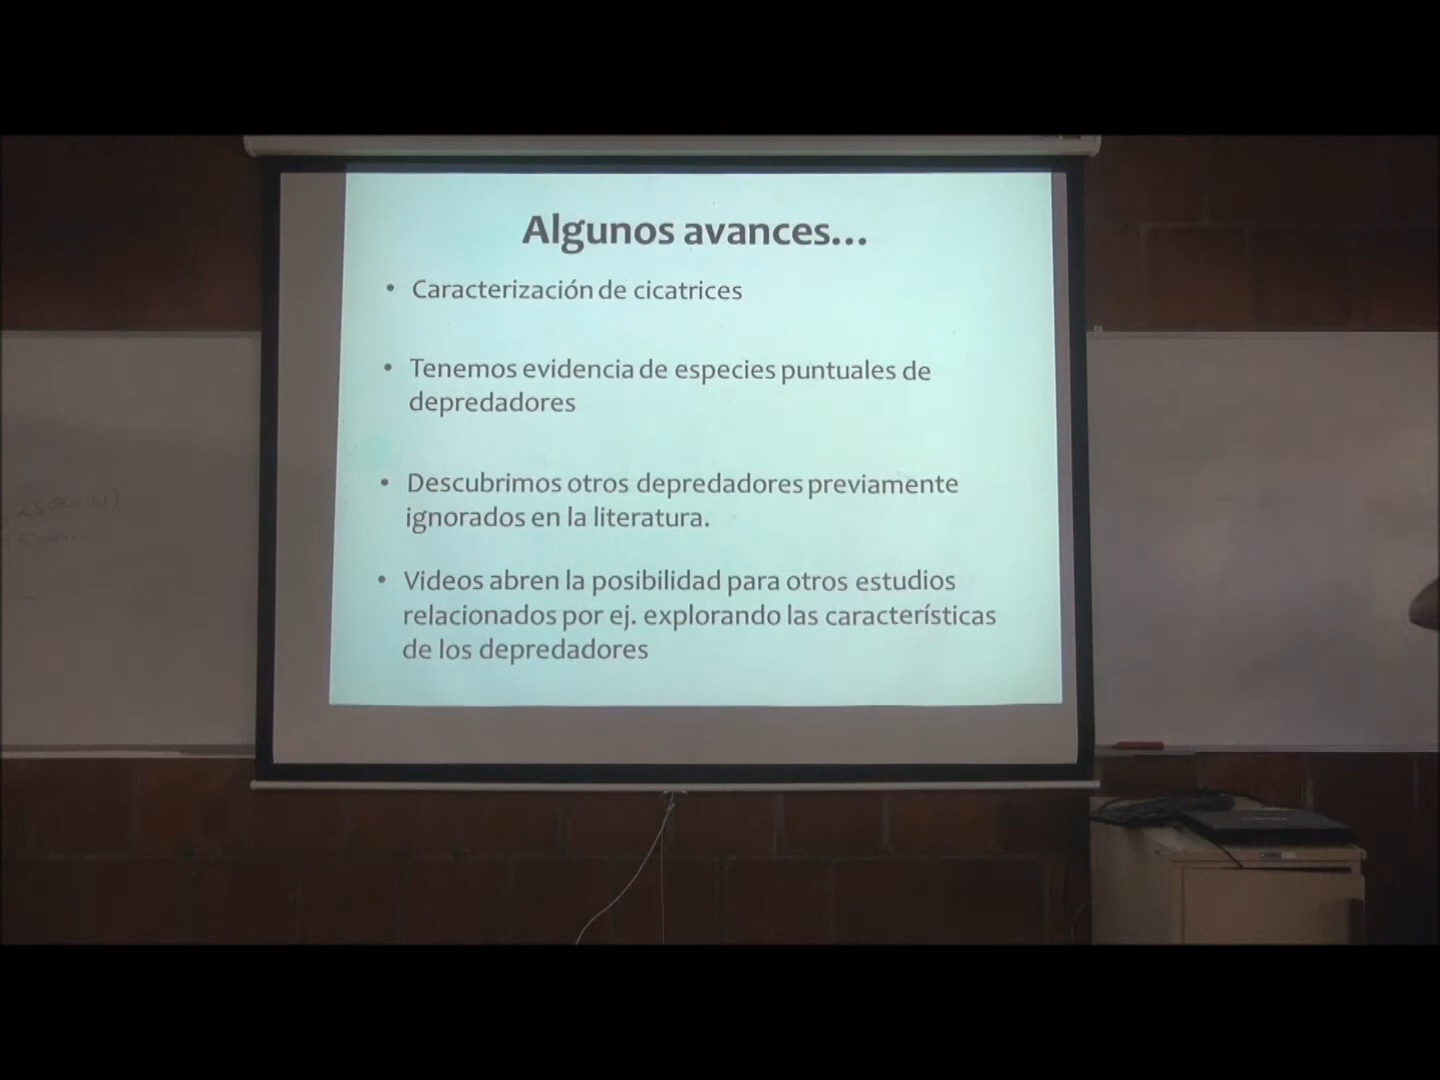 Algunos avances...
• Caracterización de cicatrices
• Tenemos evidencia de especies puntuales de
depredadores
• Descubrimos otros depredadores previamente
ignorados en la literatura.
• Videos abren la posibilidad para otros estudios
relacionados por ej. explorando las características
de los depredadores